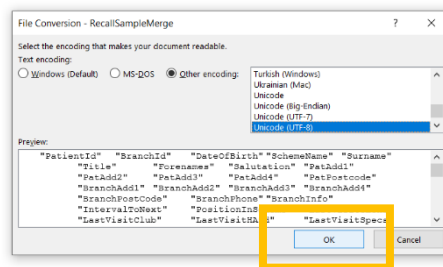 File Conversion - RecallSampleMerge
Select the encoding that makes your document readable.
Text encoding:
Windows (Default) MS-DOS Other encoding:
Turkish (Windows)
Ukrainian (Mac)
Unicode
Unicode (Big-Endian)
Unicode (UTF-7)
Unicode (UTF-8)
Preview:
"PatientId" "BranchId" "DateOfBirth" "SchemeName" "Surname"
"Title" "Forenames" "Salutation" "PatAdd1"
"PatAdd2" "PatAdd3" "PatAdd4" "PatPostcode"
"BranchAdd1" "BranchAdd2" "BranchAdd3" "BranchAdd4"
"BranchPostCode" "BranchPhone" "BranchInfo"
"IntervalToNext"
"LastVisitClub" "LastVisitSpecs
OK Cancel